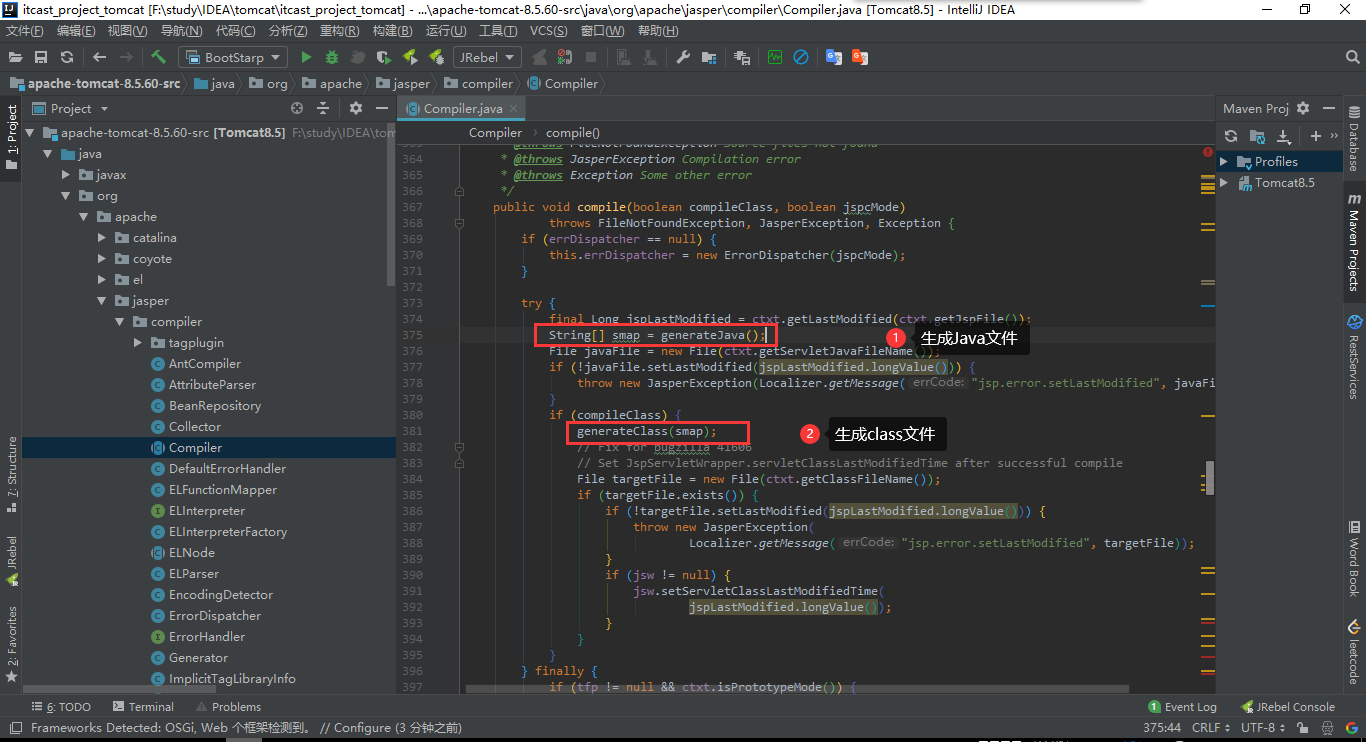 itcast_project_tomcat [F:\study\IDEA\tomcat\itcast_project_tomcat] - ...\apache-tomcat-8.5.60-src\java\org\apache\jasper\compiler\Compiler.java [Tomcat8.5] - IntelliJ IDEA
文件(F) 编辑(E) 视图(V) 导航(N) 代码(C) 分析(Z) 重构(R) 构建(B) 运行(U) 工具(T) VCS(S) 窗口(W) 帮助(H)
BootStarp JRebel
apache-tomcat-8.5.60-src java org apache jasper compiler Compiler
1: Project
7: Structure
JRebel
2: Favorites
Project
apache-tomcat-8.5.60-src [Tomcat8.5] F:\study\IDEA\tom
java
javax
org
apache
catalina
coyote
el
jasper
compiler
tagplugin
AntCompiler
AttributeParser
BeanRepository
Collector
Compiler
DefaultErrorHandler
ELFunctionMapper
ELInterpreter
ELInterpreterFactory
ELNode
ELParser
EncodingDetector
ErrorDispatcher
ErrorHandler
Generator
ImplicitTagLibraryInfo
Compiler.java
Compiler compile()
363 * @throws FileNotFoundException Source files not found
364 * @throws JasperException Compilation error
365 * @throws Exception Some other error
366 */
367 public void compile(boolean compileClass, boolean jspcMode)
368 throws FileNotFoundException, JasperException, Exception {
369 if (errDispatcher == null) {
370 this.errDispatcher = new ErrorDispatcher(jspcMode);
371 }
372
373 try {
374 final Long jspLastModified = ctxt.getLastModified(ctxt.getJspFile());
375 String[] smap = generateJava();
1 生成Java文件
376 File javaFile = new File(ctxt.getServletJavaFileName());
377 if (!javaFile.setLastModified(jspLastModified.longValue())) {
378 throw new JasperException(Localizer.getMessage( errCode: "jsp.error.setLastModified", javaFi
379 }
380 if (compileClass) {
381 generateClass(smap);
2 生成class文件
382 // Fix for bugzilla 41606
383 // Set JspServletWrapper.servletClassLastModifiedTime after successful compile
384 File targetFile = new File(ctxt.getClassFileName());
385 if (targetFile.exists()) {
386 if (!targetFile.setLastModified(jspLastModified.longValue())) {
387 throw new JasperException(
388 Localizer.getMessage( errCode: "jsp.error.setLastModified", targetFile));
389 }
390 if (jsw != null) {
391 jsw.setServletClassLastModifiedTime(
392 jspLastModified.longValue());
393 }
394 }
395 }
396 } finally {
397 if (tfp != null && ctxt.isPrototypeMode()) {
Maven Proj
Profiles
Tomcat8.5
Database
Maven Projects
RestServices
Word Book
leetcode
6: TODO Terminal Problems 1 Event Log JRebel Console
Frameworks Detected: OSGi, Web 个框架检测到。 // Configure (3 分钟之前) 375:44 CRLF UTF-8